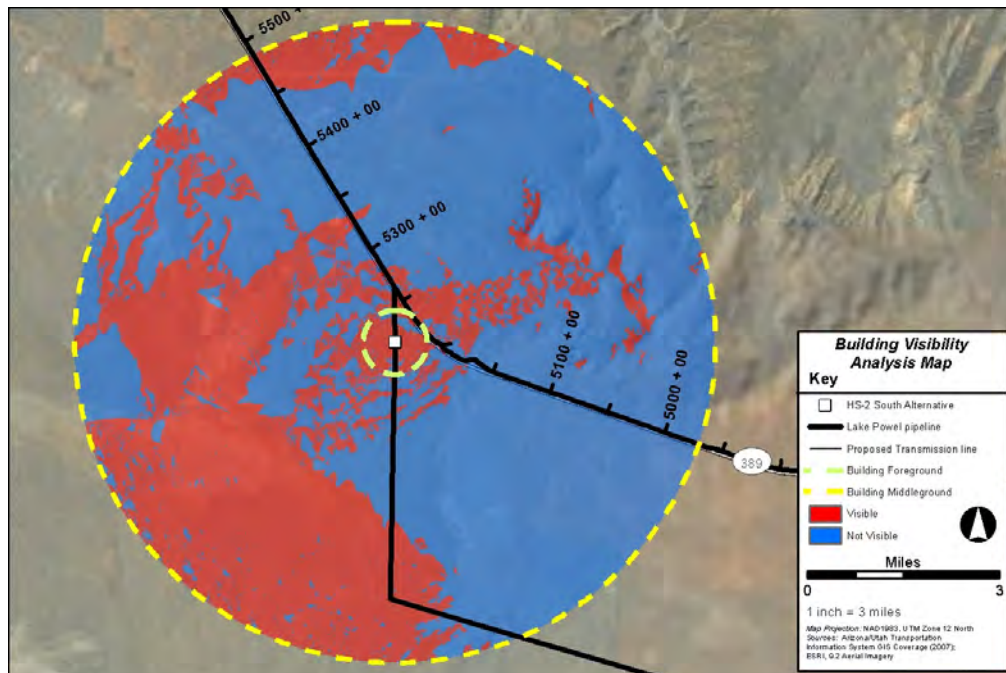 5500 + 00
5400 + 00
5300 + 00
5100 + 00
5000 + 00
389
Building Visibility
Analysis Map
Key
HS-2 South Alternative
Lake Powel pipeline
Proposed Transmission line
Building Foreground
Building Middleground
Visible
Not Visible
Miles
0 3
1 inch = 3 miles
Map Projection: NAD1983, UTM Zone 12 North
Sources: Arizona/Utah Transportation
Information System GIS Coverage (2007);
ESRI, 9.2 Aerial Imagery